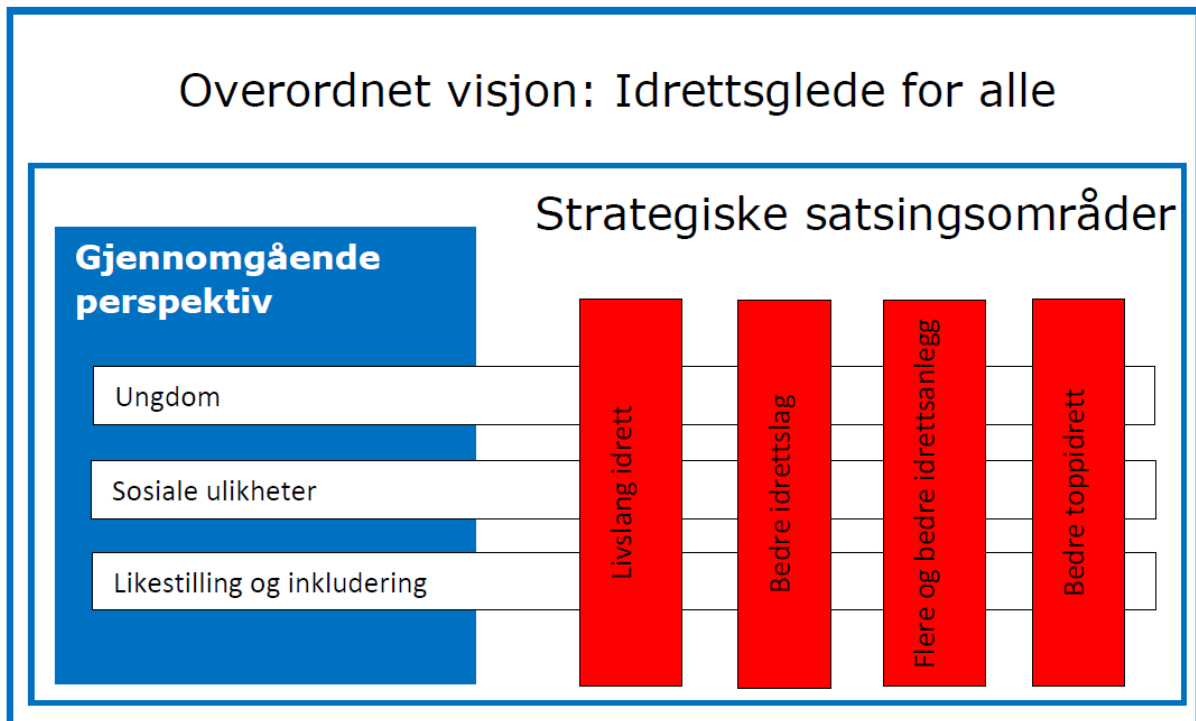 Overordnet visjon: Idrettsglede for alle
Strategiske satsingsområder
Gjennomgående
perspektiv
Ungdom
Sosiale ulikheter
Likestilling og inkludering
Livslang idrett
Bedre idrettslag
Flere og bedre idrettsanlegg
Bedre toppidrett